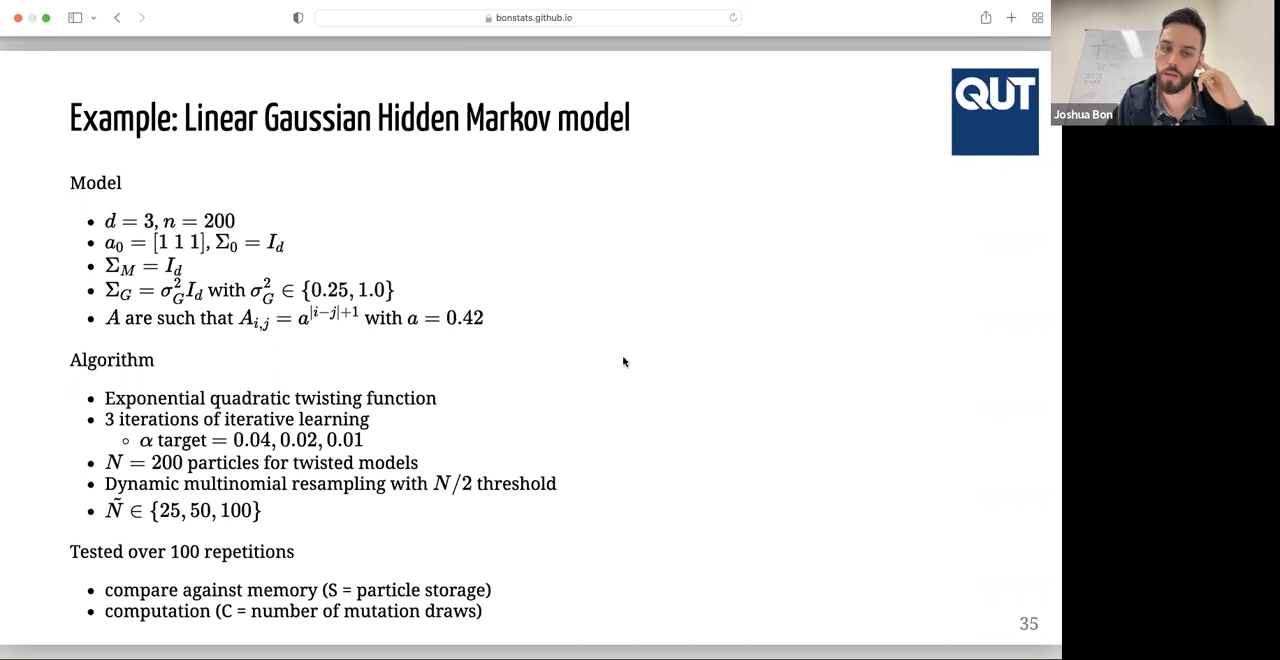 bonstats.github.io
Example: Linear Gaussian Hidden Markov model
QUT
Joshua Bon
Model
• d = 3, n = 200
• a₀ = [1 1 1], Σ₀ = I_d
• Σ_M = I_d
• Σ_G = σ²_G I_d with σ²_G ∈ {0.25, 1.0}
• A are such that A_{i,j} = a^{|i−j|+1} with a = 0.42
Algorithm
• Exponential quadratic twisting function
• 3 iterations of iterative learning
◦ α target = 0.04, 0.02, 0.01
• N = 200 particles for twisted models
• Dynamic multinomial resampling with N/2 threshold
• Ñ ∈ {25, 50, 100}
Tested over 100 repetitions
• compare against memory (S = particle storage)
• computation (C = number of mutation draws)
35